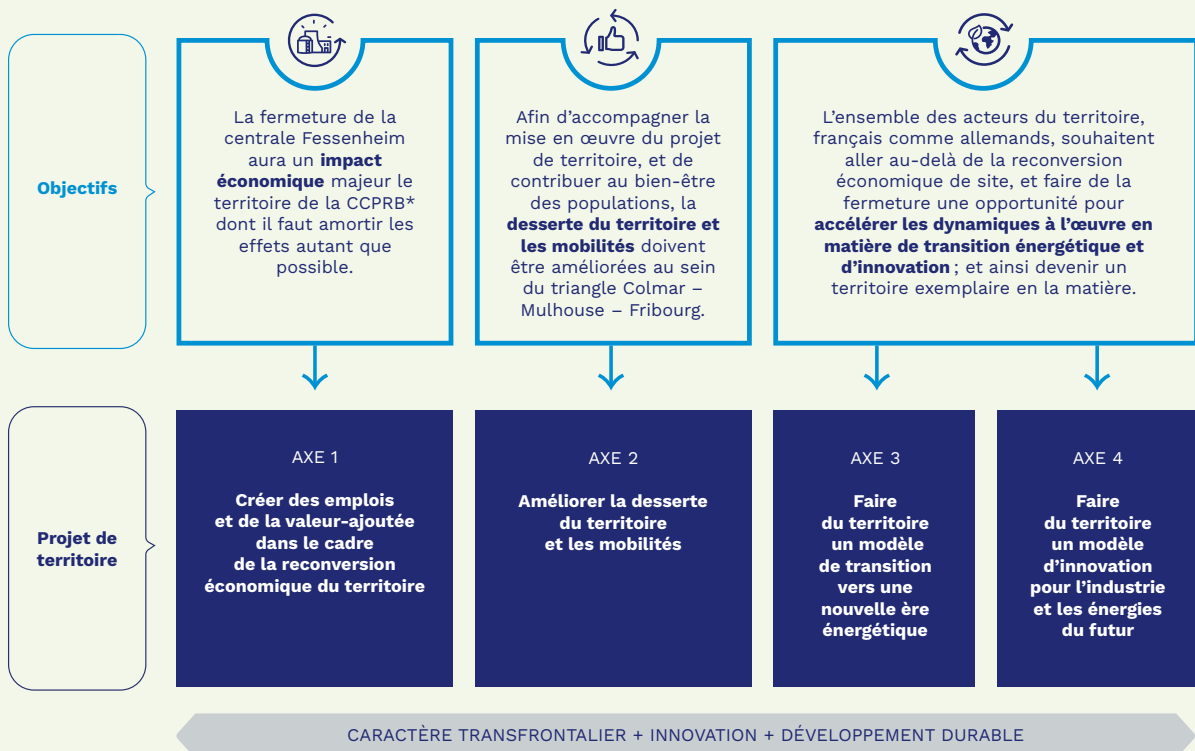 Objectifs
La fermeture de la
centrale Fessenheim
aura un impact
économique majeur le
territoire de la CCPRB*
dont il faut amortir les
effets autant que
possible.
Afin d’accompagner la
mise en œuvre du projet
de territoire, et de
contribuer au bien-être
des populations, la
desserte du territoire et
les mobilités doivent
être améliorées au sein
du triangle Colmar –
Mulhouse – Fribourg.
L’ensemble des acteurs du territoire,
français comme allemands, souhaitent
aller au-delà de la reconversion
économique de site, et faire de la
fermeture une opportunité pour
accélérer les dynamiques à l’œuvre en
matière de transition énergétique et
d’innovation ; et ainsi devenir un
territoire exemplaire en la matière.
Projet de
territoire
AXE 1
Créer des emplois
et de la valeur-ajoutée
dans le cadre
de la reconversion
économique du territoire
AXE 2
Améliorer la desserte
du territoire
et les mobilités
AXE 3
Faire
du territoire
un modèle
de transition
vers une
nouvelle ère
énergétique
AXE 4
Faire
du territoire
un modèle
d’innovation
pour l’industrie
et les énergies
du futur
CARACTÈRE TRANSFRONTALIER + INNOVATION + DÉVELOPPEMENT DURABLE